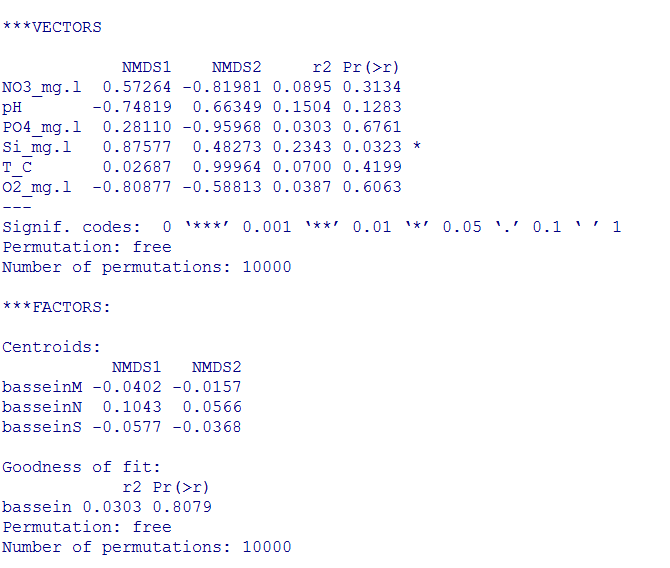 ***VECTORS
NMDS1 NMDS2 r2 Pr(>r)
NO3_mg.l 0.57264 -0.81981 0.0895 0.3134
pH -0.74819 0.66349 0.1504 0.1283
PO4_mg.l 0.28110 -0.95968 0.0303 0.6761
Si_mg.l 0.87577 0.48273 0.2343 0.0323 *
T_C 0.02687 0.99964 0.0700 0.4199
O2_mg.l -0.80877 -0.58813 0.0387 0.6063
---
Signif. codes: 0 ‘***’ 0.001 ‘**’ 0.01 ‘*’ 0.05 ‘.’ 0.1 ‘ ’ 1
Permutation: free
Number of permutations: 10000
***FACTORS:
Centroids:
NMDS1 NMDS2
basseinM -0.0402 -0.0157
basseinN 0.1043 0.0566
basseinS -0.0577 -0.0368
Goodness of fit:
r2 Pr(>r)
bassein 0.0303 0.8079
Permutation: free
Number of permutations: 10000